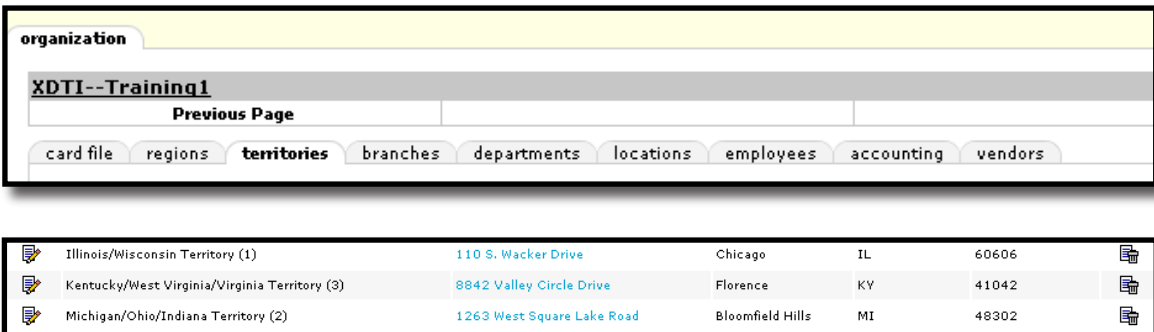 organization
XDTI--Training1
Previous Page
card file regions territories branches departments locations employees accounting vendors
Illinois/Wisconsin Territory (1) 110 S. Wacker Drive Chicago IL 60606
Kentucky/West Virginia/Virginia Territory (3) 8842 Valley Circle Drive Florence KY 41042
Michigan/Ohio/Indiana Territory (2) 1263 West Square Lake Road Bloomfield Hills MI 48302